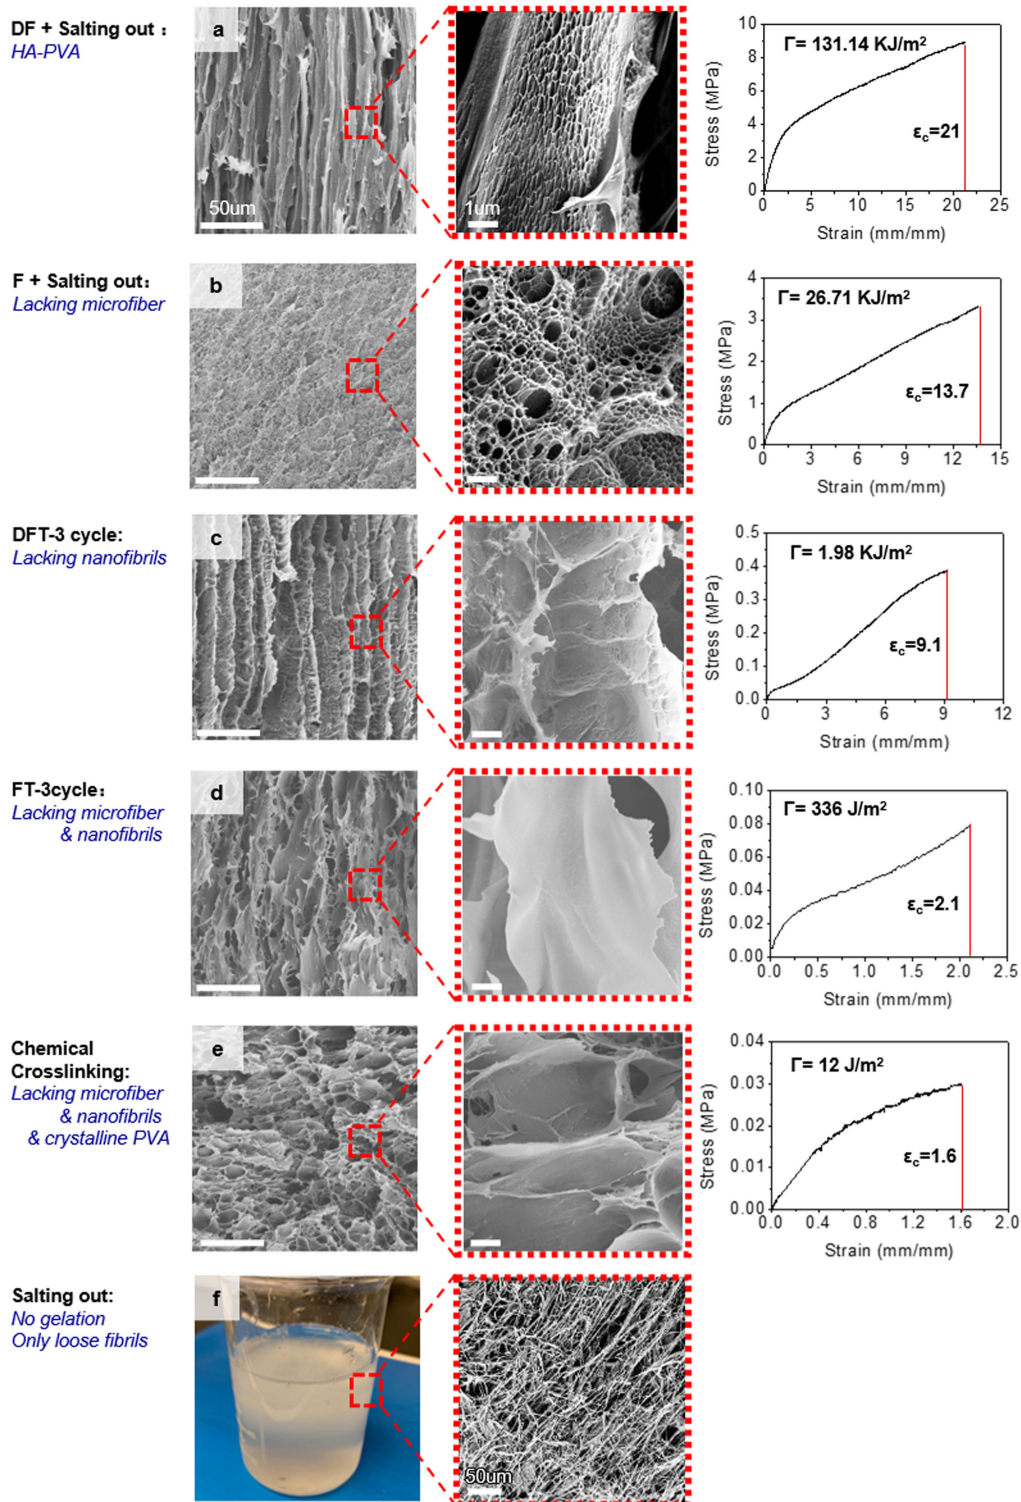 DF + Salting out :
HA-PVA
a
50um
1um
Γ= 131.14 KJ/m²
εc=21
Stress (MPa)
10
8
6
4
2
0
0 5 10 15 20 25
Strain (mm/mm)
F + Salting out:
Lacking microfiber
b
Γ= 26.71 KJ/m²
εc=13.7
Stress (MPa)
4
3
2
1
0
0 3 6 9 12 15
Strain (mm/mm)
DFT-3 cycle:
Lacking nanofibrils
c
Γ= 1.98 KJ/m²
εc=9.1
Stress (MPa)
0.5
0.4
0.3
0.2
0.1
0.0
0 3 6 9 12
Strain (mm/mm)
FT-3cycle:
Lacking microfiber
& nanofibrils
d
Γ= 336 J/m²
εc=2.1
Stress (MPa)
0.10
0.08
0.06
0.04
0.02
0.00
0.0 0.5 1.0 1.5 2.0 2.5
Strain (mm/mm)
Chemical
Crosslinking:
Lacking microfiber
& nanofibrils
& crystalline PVA
e
Γ= 12 J/m²
εc=1.6
Stress (MPa)
0.04
0.03
0.02
0.01
0.00
0.0 0.4 0.8 1.2 1.6 2.0
Strain (mm/mm)
Salting out:
No gelation
Only loose fibrils
f
50um